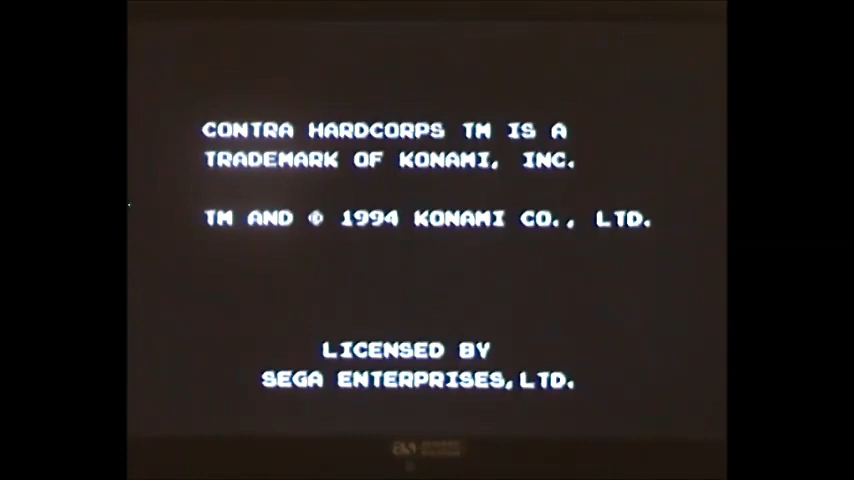 CONTRA HARDCORPS TM IS A
TRADEMARK OF KONAMI, INC.
TM AND © 1994 KONAMI CO., LTD.
LICENSED BY
SEGA ENTERPRISES,LTD.